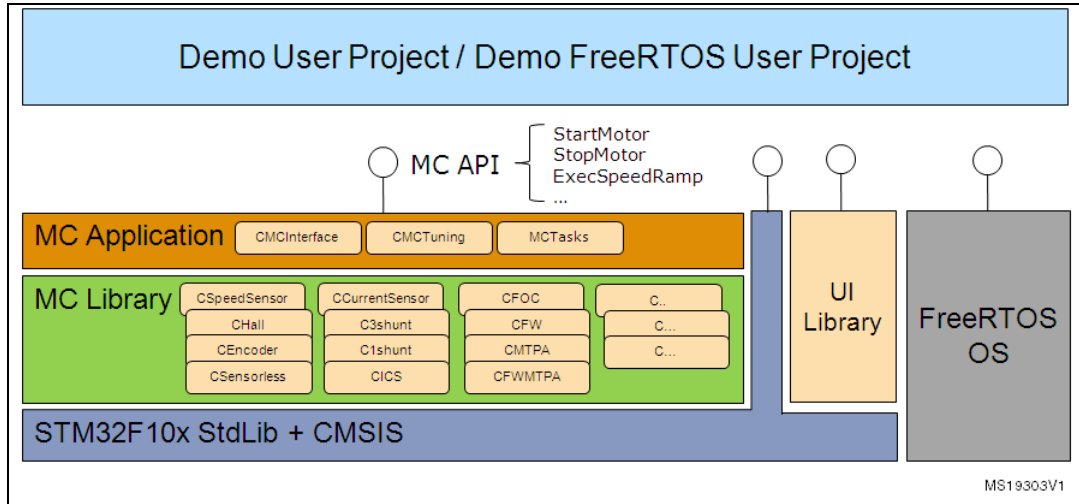 Demo User Project / Demo FreeRTOS User Project
MC API
StartMotor
StopMotor
ExecSpeedRamp
...
MC Application
CMCInterface
CMCTuning
MCTasks
MC Library
CSpeedSensor
CHall
CEncoder
CSensorless
CCurrentSensor
C3shunt
C1shunt
CICS
CFOC
CFW
CMTPA
CFWMTPA
C..
C...
C...
UI
Library
FreeRTOS
OS
STM32F10x StdLib + CMSIS
MS19303V1